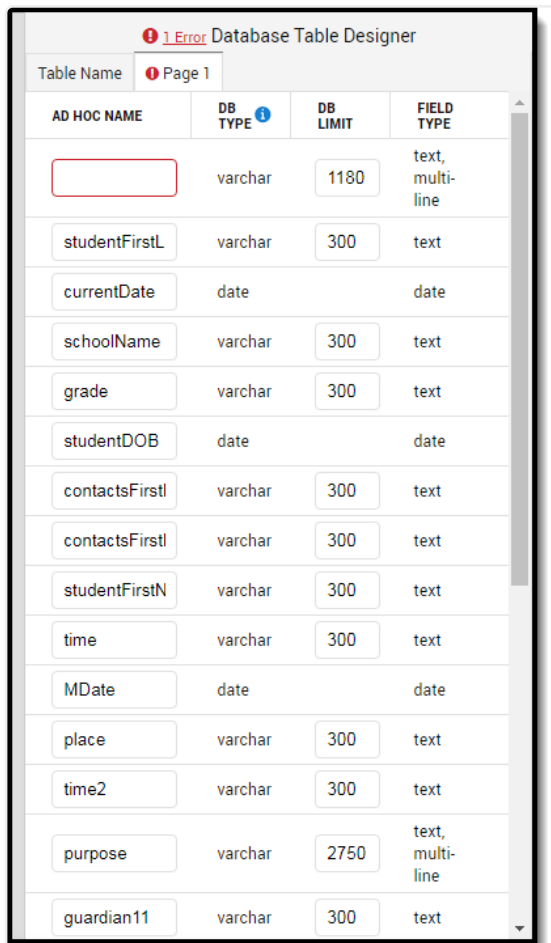 1 Error Database Table Designer
Table Name Page 1
AD HOC NAME DB TYPE DB LIMIT FIELD TYPE
varchar 1180 text, multi-line
studentFirstL varchar 300 text
currentDate date date
schoolName varchar 300 text
grade varchar 300 text
studentDOB date date
contactsFirstl varchar 300 text
contactsFirstl varchar 300 text
studentFirstN varchar 300 text
time varchar 300 text
MDate date date
place varchar 300 text
time2 varchar 300 text
purpose varchar 2750 text, multi-line
guardian11 varchar 300 text